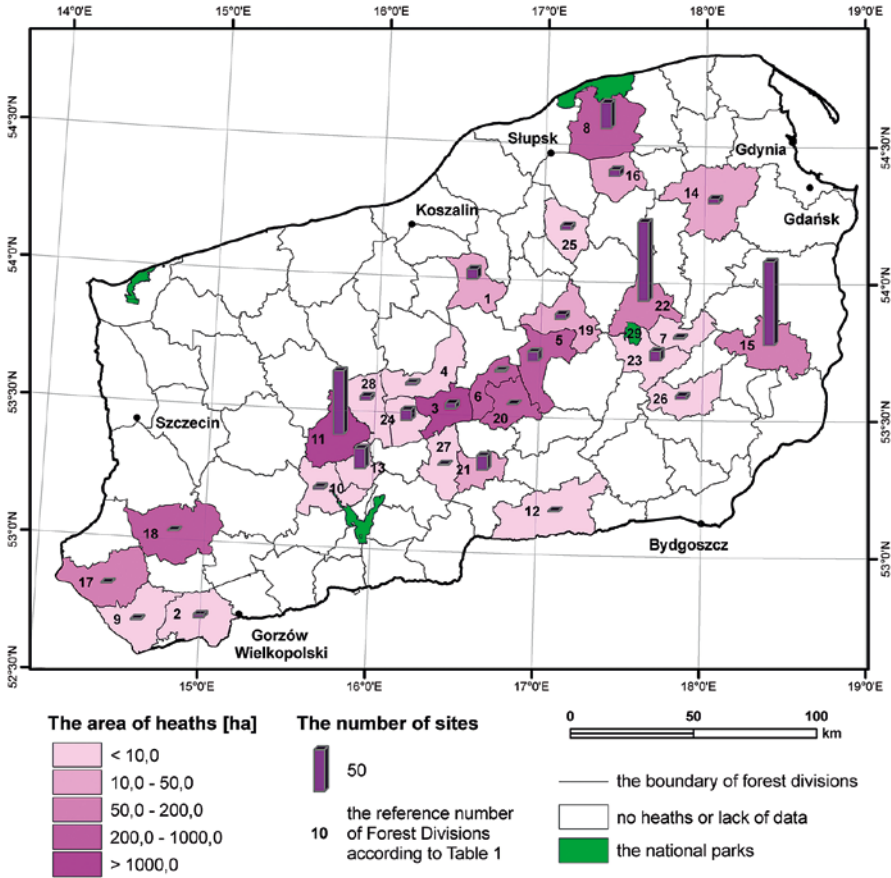 14°0'E 15°0'E 16°0'E 17°0'E 18°0'E 19°0'E
54°30'N
54°30'N
8
Słupsk
Gdynia
16
14
Koszalin
Gdańsk
25
54°0'N
54°0'N
1
22
19
29
7
5
15
4
23
28
6
53°30'N
26
3
24
20
53°30'N
Szczecin
11
27
13
21
10
12
53°0'N
18
Bydgoszcz
53°0'N
17
9
2
Gorzów
Wielkopolski
52°30'N
15°0'E 16°0'E 17°0'E 18°0'E 19°0'E
The area of heaths [ha]
< 10,0
10,0 - 50,0
50,0 - 200,0
200,0 - 1000,0
> 1000,0
The number of sites
50
10
the reference number
of Forest Divisions
according to Table 1
0 50 100
km
the boundary of forest divisions
no heaths or lack of data
the national parks